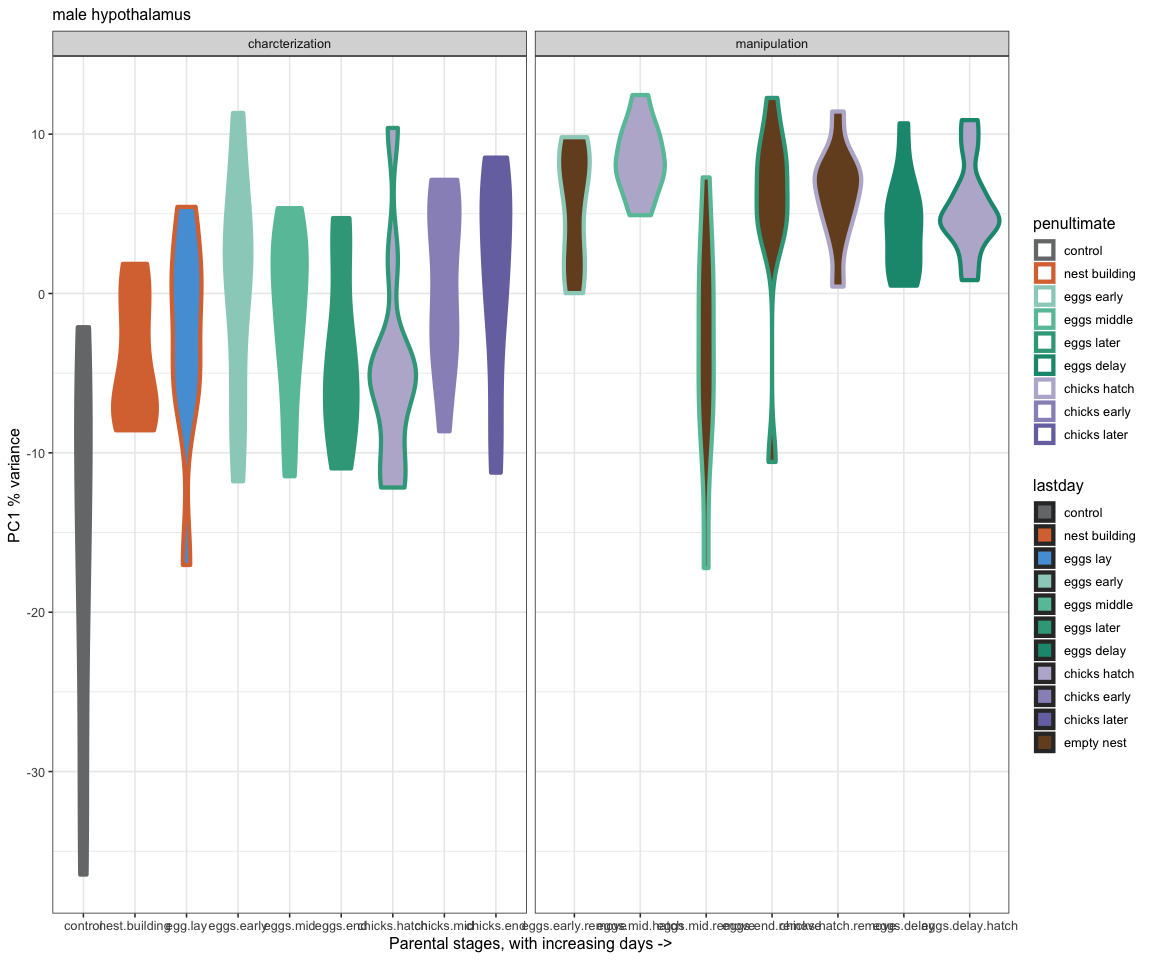 male hypothalamus
charcterization
manipulation
PC1 % variance
10
0
-10
-20
-30
control
nest.building
egg.lay
eggs.early
eggs.mid
eggs.end
chicks.hatch
chicks.mid
chicks.end
eggs.early.remove
eggs.mid.hatch
eggs.mid.remove
eggs.end.remove
chicks.hatch.remove
eggs.delay
eggs.delay.hatch
Parental stages, with increasing days ->
penultimate
control
nest building
eggs early
eggs middle
eggs later
eggs delay
chicks hatch
chicks early
chicks later
lastday
control
nest building
eggs lay
eggs early
eggs middle
eggs later
eggs delay
chicks hatch
chicks early
chicks later
empty nest